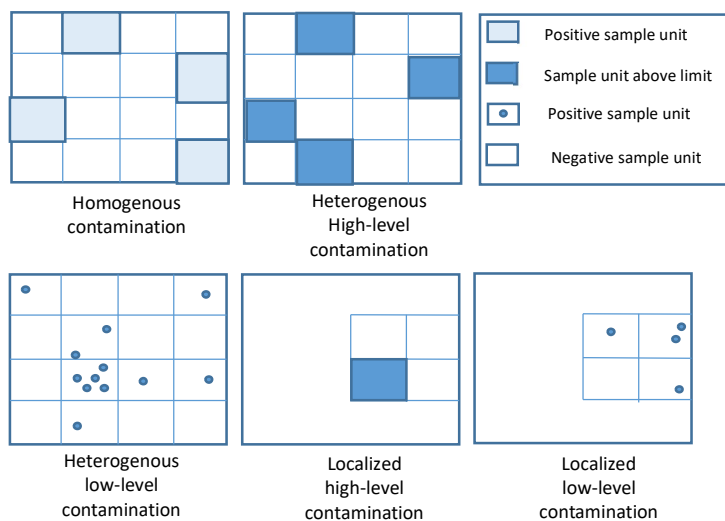 Positive sample unit
Sample unit above limit
Positive sample unit
Negative sample unit
Homogenous
contamination
Heterogenous
High-level
contamination
Heterogenous
low-level
contamination
Localized
high-level
contamination
Localized
low-level
contamination